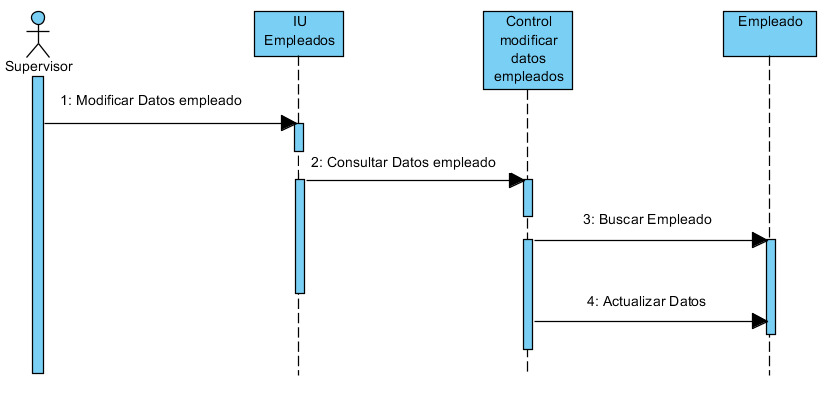 IU
Empleados
Control
modificar
datos
empleados
Empleado
Supervisor
1: Modificar Datos empleado
2: Consultar Datos empleado
3: Buscar Empleado
4: Actualizar Datos